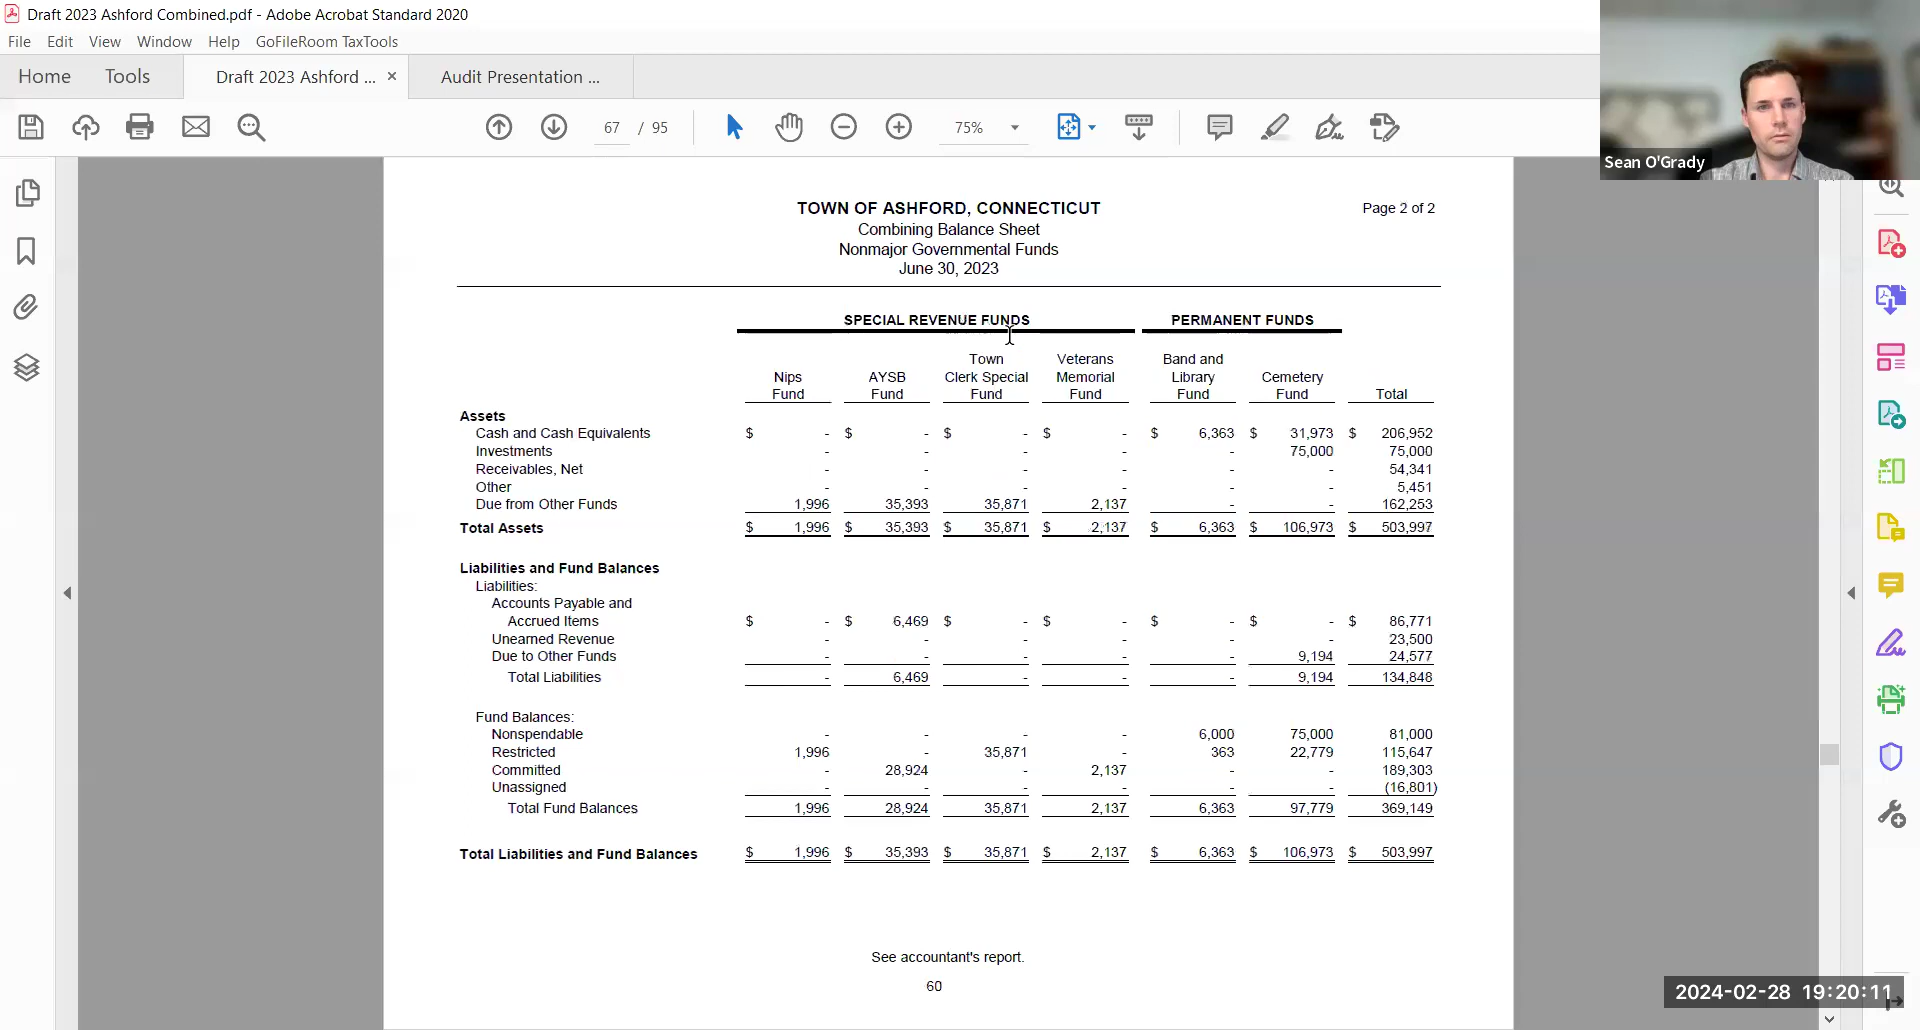 Draft 2023 Ashford Combined.pdf - Adobe Acrobat Standard 2020
File Edit View Window Help GoFileRoom TaxTools
Home Tools Draft 2023 Ashford ... × Audit Presentation ...
67 / 95 75%
Sean O'Grady
TOWN OF ASHFORD, CONNECTICUT Page 2 of 2
Combining Balance Sheet
Nonmajor Governmental Funds
June 30, 2023
SPECIAL REVENUE FUNDS PERMANENT FUNDS
Town Veterans Band and
Nips AYSB Clerk Special Memorial Library Cemetery
Fund Fund Fund Fund Fund Fund Total
Assets
Cash and Cash Equivalents $ - $ - $ - $ - $ 6,363 $ 31,973 $ 206,952
Investments - - - - - 75,000 75,000
Receivables, Net - - - - - - 54,341
Other - - - - - - 5,451
Due from Other Funds 1,996 35,393 35,871 2,137 - - 162,253
Total Assets $ 1,996 $ 35,393 $ 35,871 $ 2,137 $ 6,363 $ 106,973 $ 503,997
Liabilities and Fund Balances
Liabilities:
Accounts Payable and
Accrued Items $ - $ 6,469 $ - $ - $ - $ - $ 86,771
Unearned Revenue - - - - - - 23,500
Due to Other Funds - - - - - 9,194 24,577
Total Liabilities - 6,469 - - - 9,194 134,848
Fund Balances:
Nonspendable - - - - 6,000 75,000 81,000
Restricted 1,996 - 35,871 - 363 22,779 115,647
Committed - 28,924 - 2,137 - - 189,303
Unassigned - - - - - - (16,801)
Total Fund Balances 1,996 28,924 35,871 2,137 6,363 97,779 369,149
Total Liabilities and Fund Balances $ 1,996 $ 35,393 $ 35,871 $ 2,137 $ 6,363 $ 106,973 $ 503,997
See accountant's report.
60
2024-02-28 19:20:11